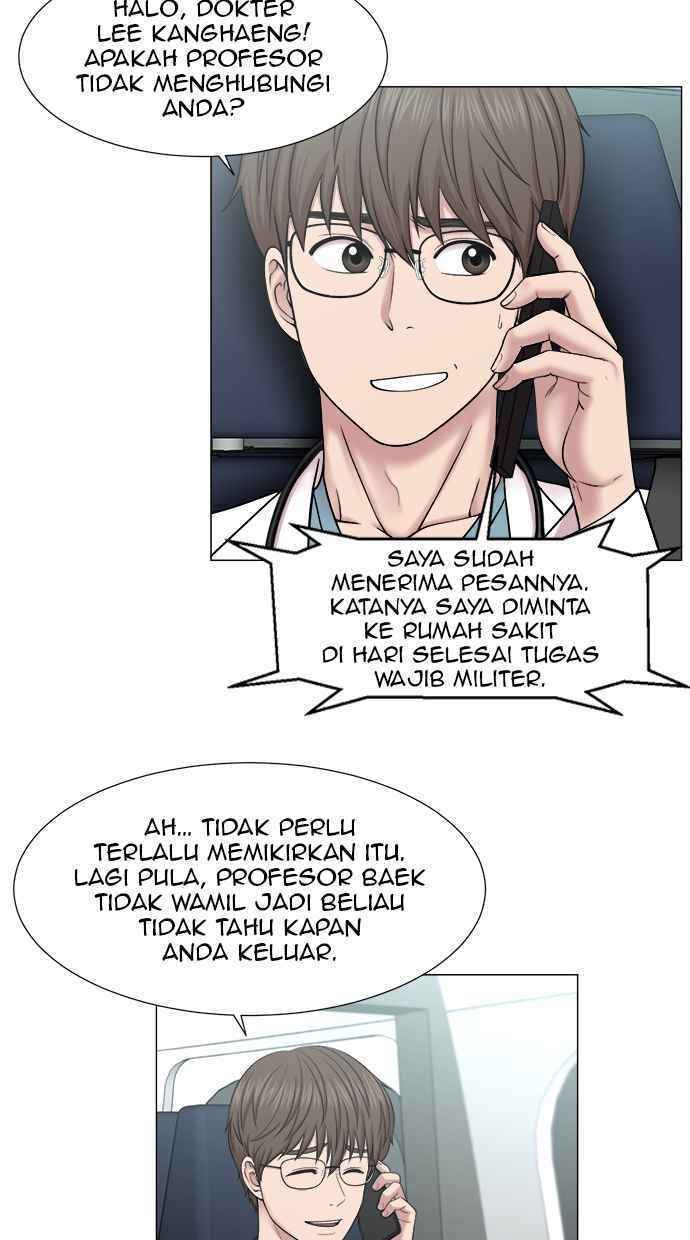 HALO, DOKTER
LEE KANGHAENG!
APAKAH PROFESOR
TIDAK MENGHUBUNGI
ANDA?
SAYA SUDAH
MENERIMA PESANNYA.
KATANYA SAYA DIMINTA
KE RUMAH SAKIT
DI HARI SELESAI TUGAS
WAJIB MILITER.
AH... TIDAK PERLU
TERLALU MEMIKIRKAN ITU.
LAGI PULA, PROFESOR BAEK
TIDAK WAMIL JADI BELIAU
TIDAK TAHU KAPAN
ANDA KELUAR.